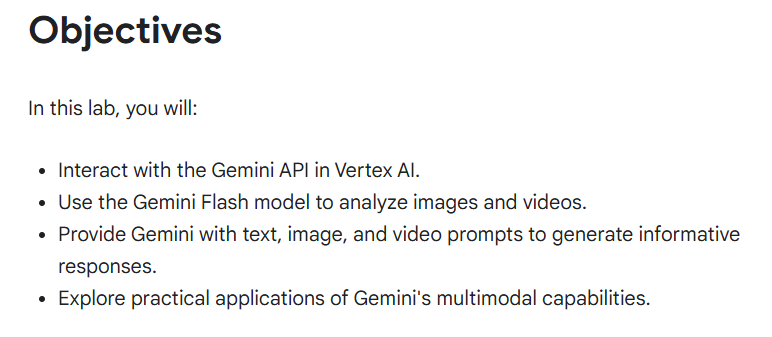 Objectives
In this lab, you will:
• Interact with the Gemini API in Vertex AI.
• Use the Gemini Flash model to analyze images and videos.
• Provide Gemini with text, image, and video prompts to generate informative
responses.
• Explore practical applications of Gemini's multimodal capabilities.